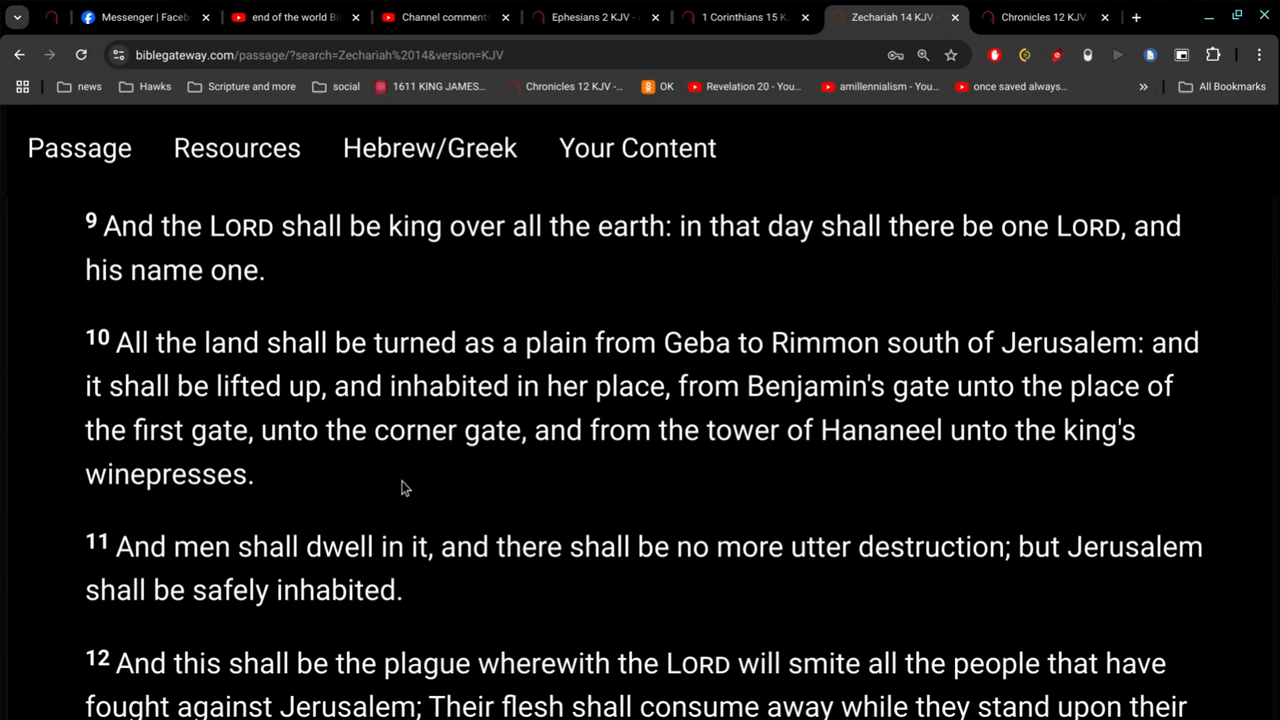 Messenger | Faceb
end of the world Bi
Channel comment
Ephesians 2 KJV -
1 Corinthians 15 K
Zechariah 14 KJV -
Chronicles 12 KJV
biblegateway.com/passage/?search=Zechariah%2014&version=KJV
news
Hawks
Scripture and more
social
1611 KING JAMES...
Chronicles 12 KJV -...
OK
Revelation 20 - You...
amillennialism - You...
once saved always...
All Bookmarks
Passage Resources Hebrew/Greek Your Content
9 And the LORD shall be king over all the earth: in that day shall there be one LORD, and
his name one.
10 All the land shall be turned as a plain from Geba to Rimmon south of Jerusalem: and
it shall be lifted up, and inhabited in her place, from Benjamin's gate unto the place of
the first gate, unto the corner gate, and from the tower of Hananeel unto the king's
winepresses.
11 And men shall dwell in it, and there shall be no more utter destruction; but Jerusalem
shall be safely inhabited.
12 And this shall be the plague wherewith the LORD will smite all the people that have
fought against Jerusalem; Their flesh shall consume away while they stand upon their